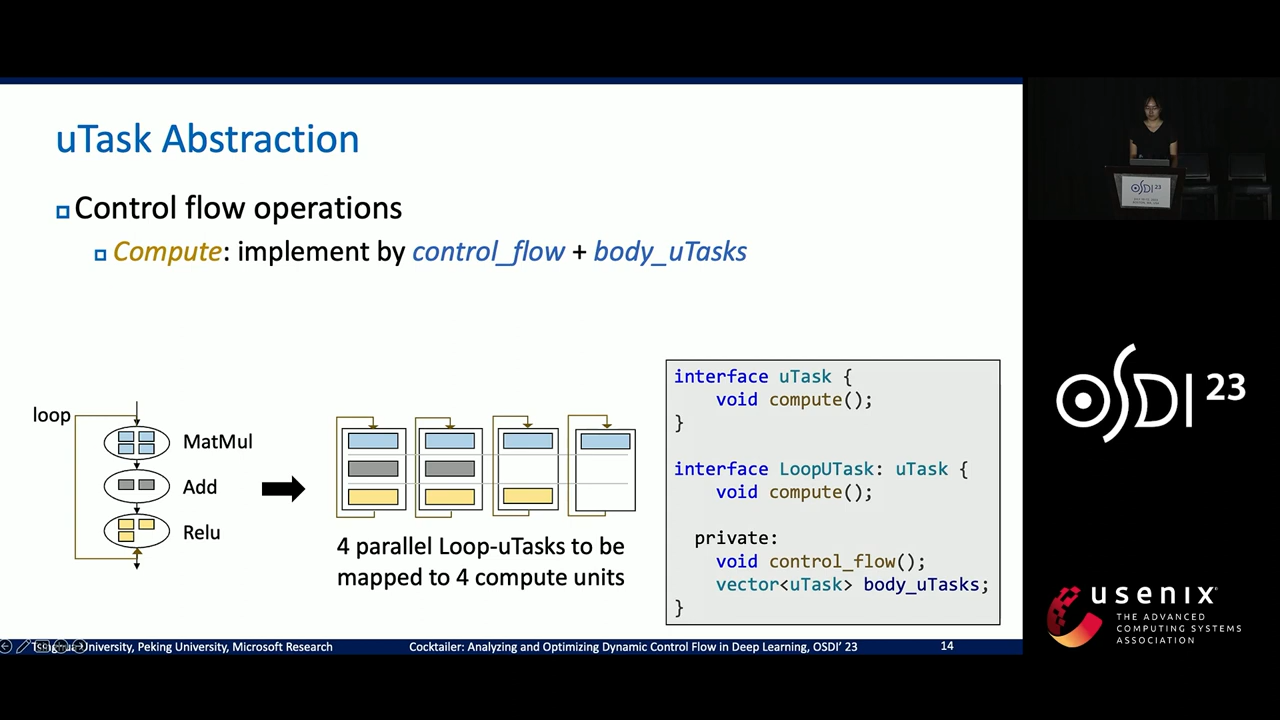 uTask Abstraction
Control flow operations
Compute: implement by control_flow + body_uTasks
loop
MatMul
Add
Relu
4 parallel Loop-uTasks to be
mapped to 4 compute units
interface uTask {
void compute();
}
interface LoopUTask: uTask {
void compute();
private:
void control_flow();
vector<uTask> body_uTasks;
}
University, Peking University, Microsoft Research
Cocktailer: Analyzing and Optimizing Dynamic Control Flow in Deep Learning, OSDI' 23
14
OSDI 23
OSDI 23
usenix
THE ADVANCED
COMPUTING SYSTEMS
ASSOCIATION